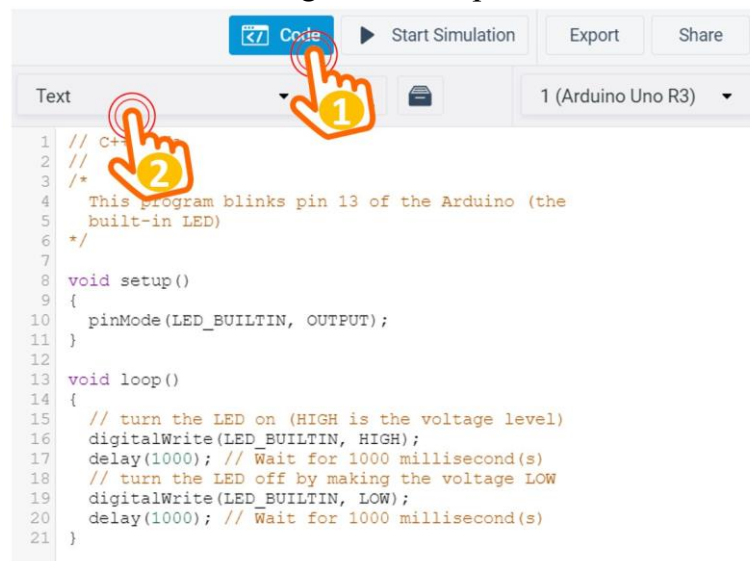 Code
Start Simulation
Export
Share
Text
1 (Arduino Uno R3)
1
2
1 // C++
2 //
3 /*
4 This program blinks pin 13 of the Arduino (the
5 built-in LED)
6 */
7
8 void setup()
9 {
10 pinMode(LED_BUILTIN, OUTPUT);
11 }
12
13 void loop()
14 {
15 // turn the LED on (HIGH is the voltage level)
16 digitalWrite(LED_BUILTIN, HIGH);
17 delay(1000); // Wait for 1000 millisecond(s)
18 // turn the LED off by making the voltage LOW
19 digitalWrite(LED_BUILTIN, LOW);
20 delay(1000); // Wait for 1000 millisecond(s)
21 }